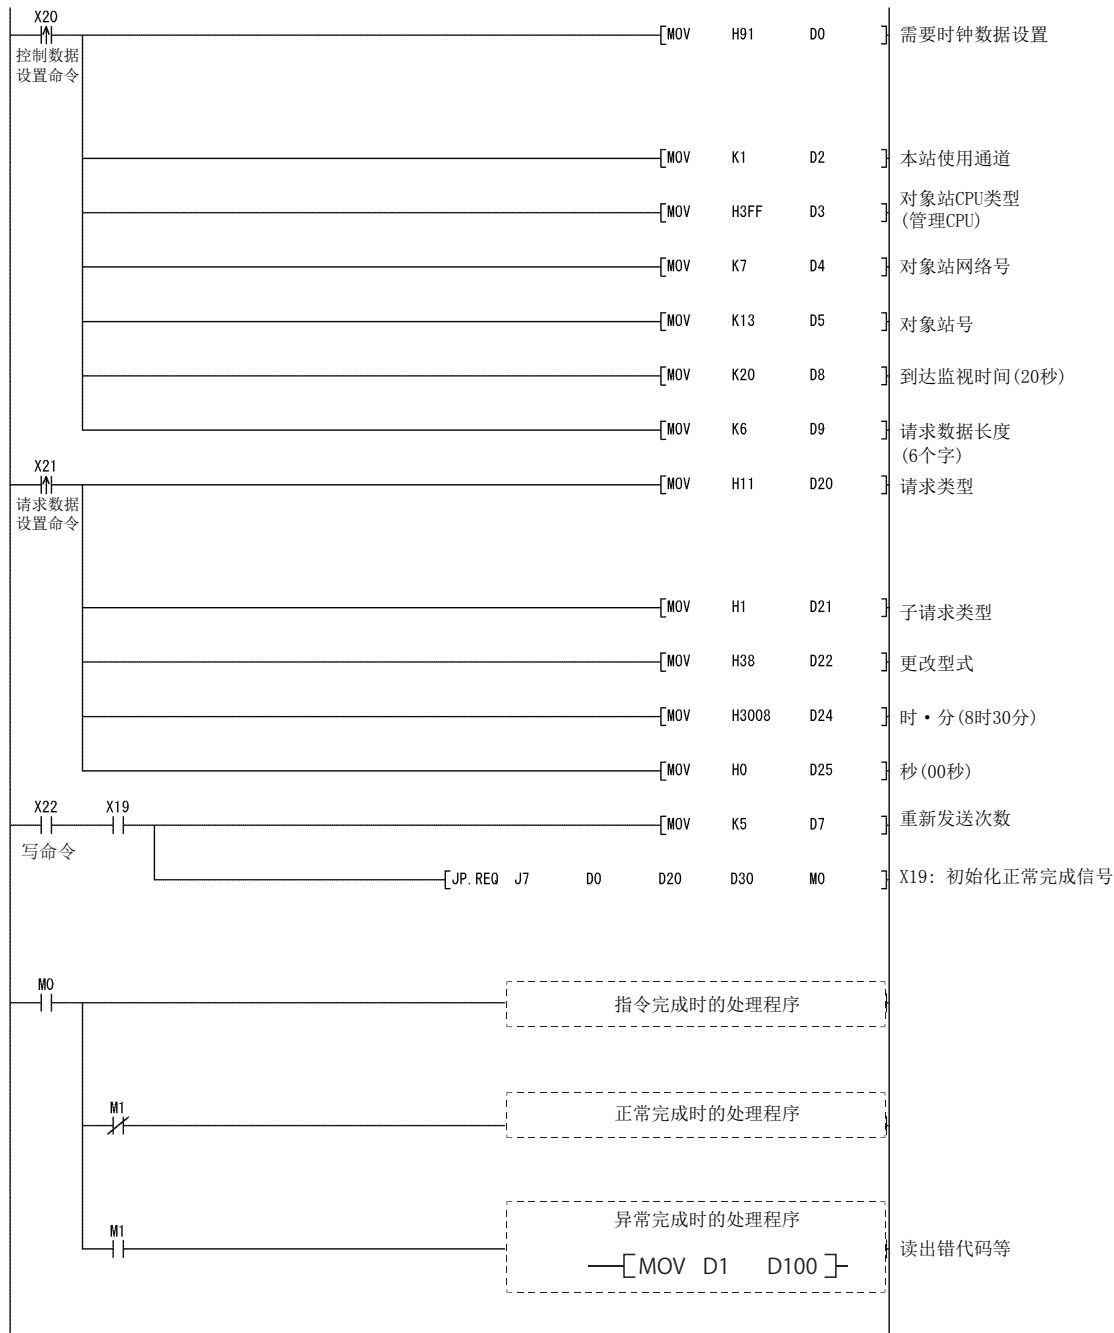 X20
[MOV H91 D0 ] 需要时钟数据设置
控制数据
设置命令
[MOV K1 D2 ] 本站使用通道
[MOV H3FF D3 ] 对象站CPU类型
(管理CPU)
[MOV K7 D4 ] 对象站网络号
[MOV K13 D5 ] 对象站号
[MOV K20 D8 ] 到达监视时间(20秒)
[MOV K6 D9 ] 请求数据长度
(6个字)
X21
[MOV H11 D20 ] 请求类型
请求数据
设置命令
[MOV H1 D21 ] 子请求类型
[MOV H38 D22 ] 更改型式
[MOV H3008 D24 ] 时·分(8时30分)
[MOV H0 D25 ] 秒(00秒)
X22 X19
[MOV K5 D7 ] 重新发送次数
写命令
[JP.REQ J7 D0 D20 D30 M0 ] X19: 初始化正常完成信号
M0
指令完成时的处理程序
M1
正常完成时的处理程序
异常完成时的处理程序
M1
读出错代码等
[MOV D1 D100 ]